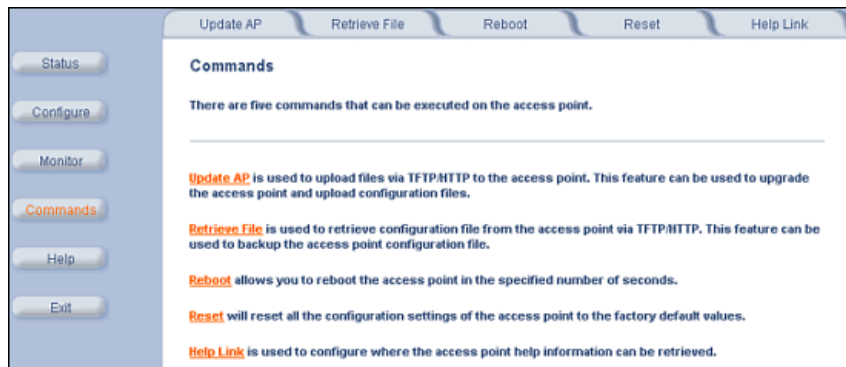 Update AP Retrieve File Reboot Reset Help Link
Status
Configure
Monitor
Commands
Help
Exit
Commands
There are five commands that can be executed on the access point.
Update AP is used to upload files via TFTP/HTTP to the access point. This feature can be used to upgrade
the access point and upload configuration files.
Retrieve File is used to retrieve configuration file from the access point via TFTP/HTTP. This feature can be
used to backup the access point configuration file.
Reboot allows you to reboot the access point in the specified number of seconds.
Reset will reset all the configuration settings of the access point to the factory default values.
Help Link is used to configure where the access point help information can be retrieved.